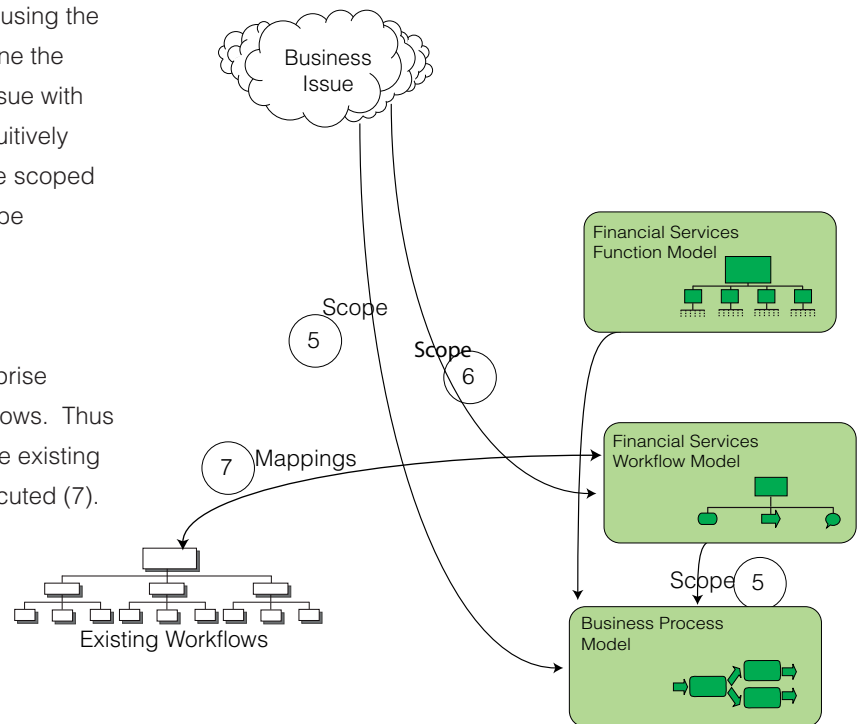 using the
ne the
sue with
uitively
e scoped
pe
prise
ows. Thus
e existing
cuted (7).
Business
Issue
Financial Services
Function Model
Scope
5
Scope
6
Financial Services
Workflow Model
7
Mappings
Scope
5
Existing Workflows
Business Process
Model